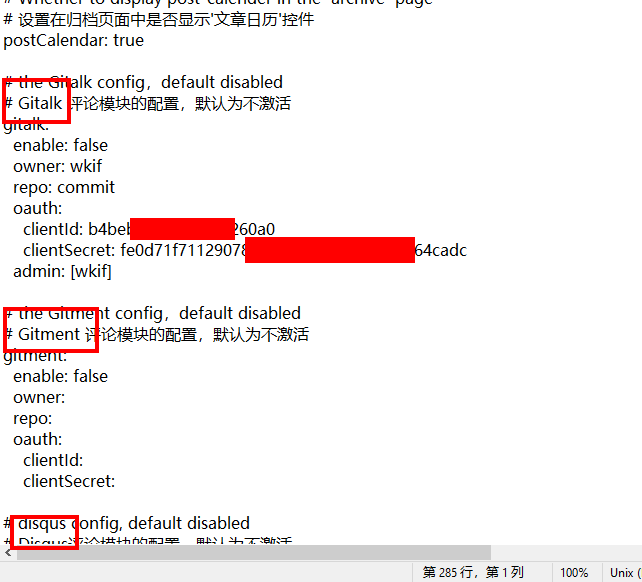 # Whether to display post-calender in the "archive" page
# 设置在归档页面中是否显示'文章日历'控件
postCalendar: true
# the Gitalk config，default disabled
# Gitalk 评论模块的配置，默认为不激活
gitalk:
enable: false
owner: wkif
repo: commit
oauth:
clientId: b4beb 260a0
clientSecret: fe0d71f71129078 64cadc
admin: [wkif]
# the Gitment config，default disabled
# Gitment 评论模块的配置，默认为不激活
gitment:
enable: false
owner:
repo:
oauth:
clientId:
clientSecret:
# disqus config, default disabled
# Disqus评论模块的配置，默认为不激活
第 285 行，第 1 列 100% Unix (